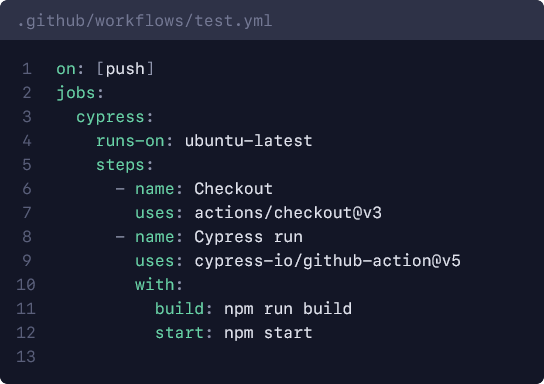 .github/workflows/test.yml
1 on: [push]
2 jobs:
3   cypress:
4     runs-on: ubuntu-latest
5     steps:
6       - name: Checkout
7         uses: actions/checkout@v3
8       - name: Cypress run
9         uses: cypress-io/github-action@v5
10         with:
11           build: npm run build
12           start: npm start
13